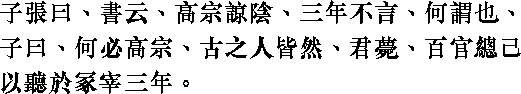 子張曰、書云、高宗諒陰、三年不言、何謂也、
子曰、何必高宗、古之人皆然、君薨、百官總己
以聽於冢宰三年。